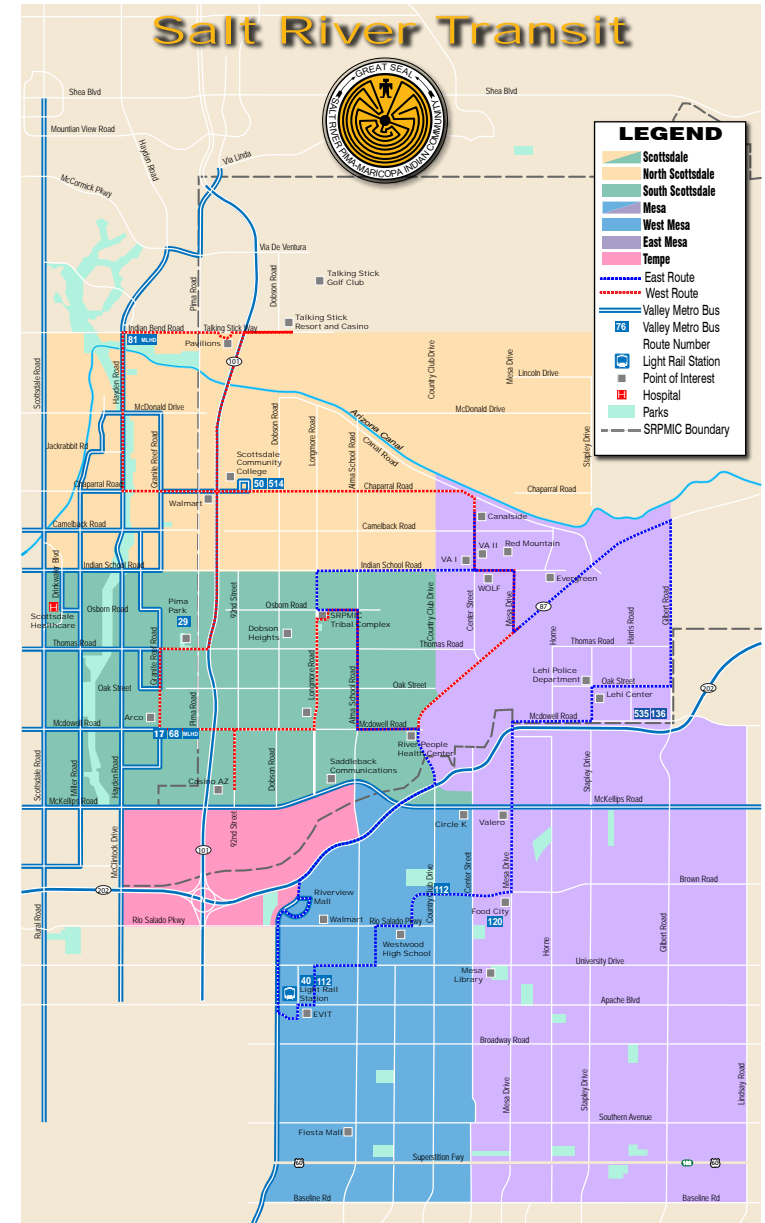 Salt River Transit
GREAT SEAL
SALT RIVER PIMA-MARICOPA INDIAN COMMUNITY
Shea Blvd
Shea Blvd
Mountian View Road
Hayden Road
Via Linda
McCormick Pkwy
LEGEND
Scottsdale
North Scottsdale
South Scottsdale
Mesa
West Mesa
East Mesa
Tempe
East Route
West Route
Valley Metro Bus
76
Valley Metro Bus
Route Number
Light Rail Station
H
Point of Interest
Hospital
Parks
SRPMIC Boundary
Via De Ventura
Pima Road
Dobson Road
Talking Stick
Golf Club
Talking Stick
Resort and Casino
Indian Bend Road
Talking Stick Way
81 MLHD
Pavilions
101
Scottsdale Road
Hayden Road
Country Club Drive
Mesa Drive
Lincoln Drive
McDonald Drive
McDonald Drive
Arizona Canal
Canal Road
Dobson Road
Longmore Road
Alma School Road
Stapley Drive
Jackrabbit Rd
Granite Reef Road
Scottsdale
Community
College
50 514
Chaparral Road
Chaparral Road
Chaparral Road
Walmart
Camelback Road
Camelback Road
Canalside
VA II
Red Mountain
VA I
Indian School Road
Indian School Road
WOLF
Evergreen
Drinkwater Blvd
H
Scottsdale
Healthcare
Osborn Road
Pima
Park
29
92nd Street
Osborn Road
SRPMIC
Tribal Complex
Dobson
Heights
Country Club Drive
Center Street
Mesa Drive
87
Horne
Harris Road
Gilbert Road
Thomas Road
Thomas Road
Thomas Road
Granite Reef Road
Oak Street
Longmore Road
Alma School Road
Oak Street
Lehi Police
Department
Oak Street
Lehi Center
202
Pima Road
Arco
Mcdowell Road
Mcdowell Road
Mcdowell Road
535 136
17 68 MLHD
River People
Health Center
Scottsdale Road
Miller Road
Hayden Road
Dobson Road
Saddleback
Communications
Stapley Drive
Casino AZ
McKellips Road
McKellips Road
McClintock Drive
92nd Street
101
Circle K
Valero
202
Country Club Drive
Center Street
Mesa Drive
Brown Road
Riverview
Mall
112
Rural Road
Rio Salado Pkwy
Walmart
Rio Salado Pkwy
Food City
120
Westwood
High School
Horne
Gilbert Road
University Drive
Mesa
Library
40 112
Light Rail
Station
EVIT
Apache Blvd
Broadway Road
Mesa Drive
Stapley Drive
Lindsay Road
Southern Avenue
Fiesta Mall
Superstition Fwy
60
60
Baseline Rd
Baseline Rd